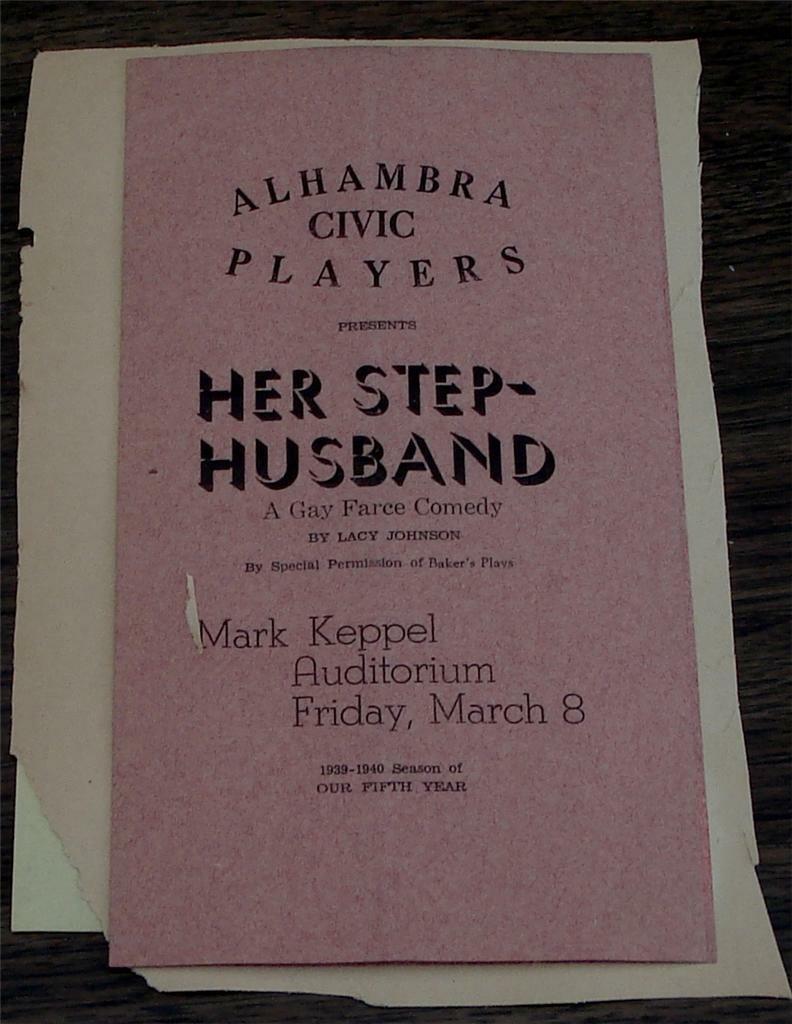 ALHAMBRA
CIVIC
PLAYERS
PRESENTS
HER STEP-
HUSBAND
A Gay Farce Comedy
BY LACY JOHNSON
By Special Permission of Baker's Plays
Mark Keppel
Auditorium
Friday, March 8
1939-1940 Season of
OUR FIFTH YEAR